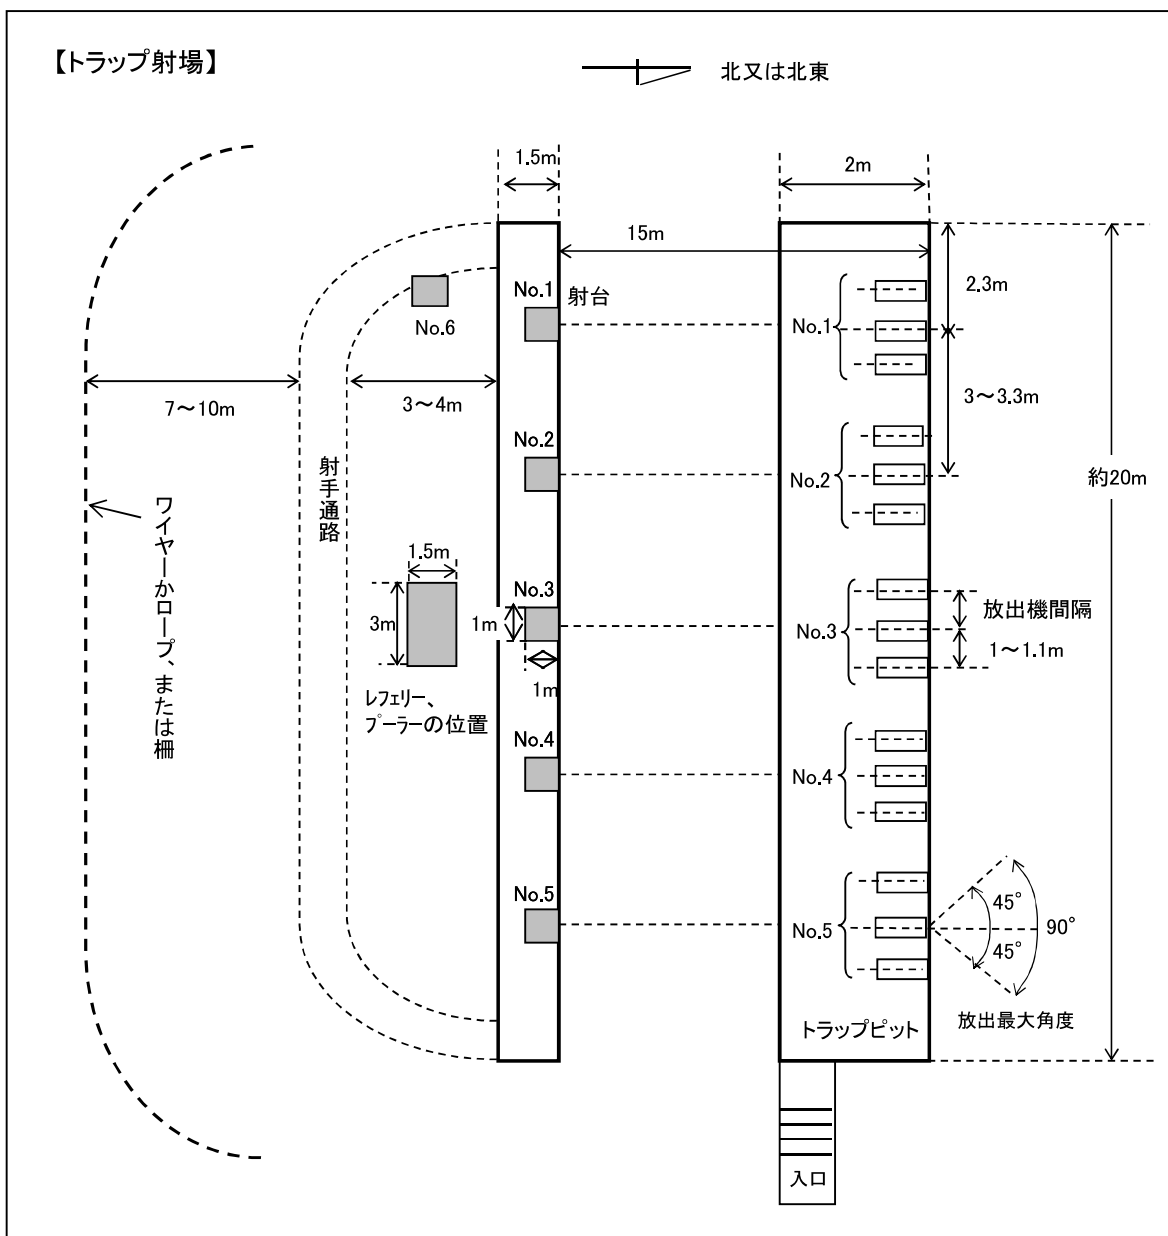 【トラップ射場】
北又は北東
1.5m
2m
15m
2.3m
No.1
射台
No.1
No.6
7～10m
3～4m
3～3.3m
No.2
No.2
約20m
射手通路
ワイヤーかロープ、または柵
1.5m
3m
No.3
1m
1m
No.3
放出機間隔
1～1.1m
レフェリー、
プーラーの位置
No.4
No.4
No.5
No.5
45°
45°
90°
放出最大角度
トラップピット
入口